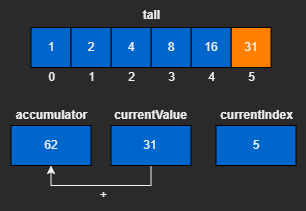 tall
1 2 4 8 16 31
0 1 2 3 4 5
accumulator currentValue currentIndex
62 31 5
+